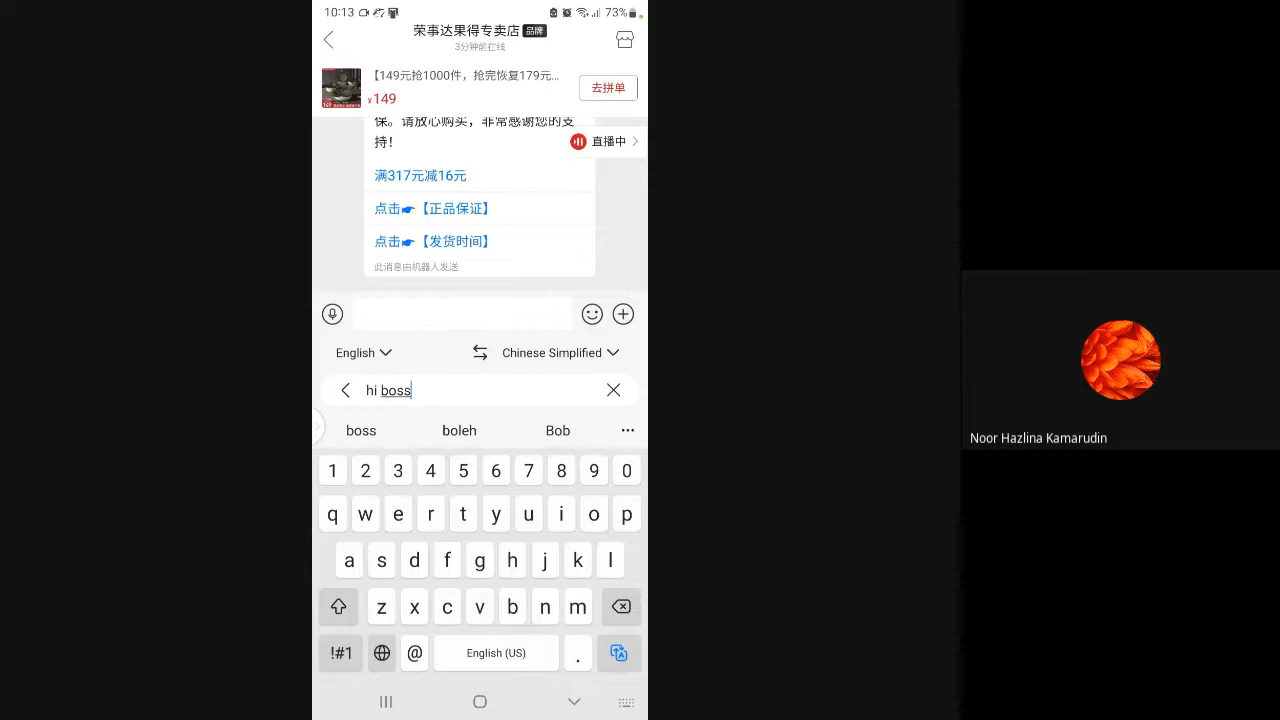 10:13
73%
荣事达果得专卖店 品牌
3分钟前在线
【149元抢1000件，抢完恢复179元...
¥149
去拼单
保。请放心购买，非常感谢您的支
持！
直播中
满317元减16元
点击👉【正品保证】
点击👉【发货时间】
此消息由机器人发送
English
Chinese Simplified
hi boss
boss boleh Bob
1 2 3 4 5 6 7 8 9 0
q w e r t y u i o p
a s d f g h j k l
z x c v b n m
!#1 @ English (US) .
Noor Hazlina Kamarudin